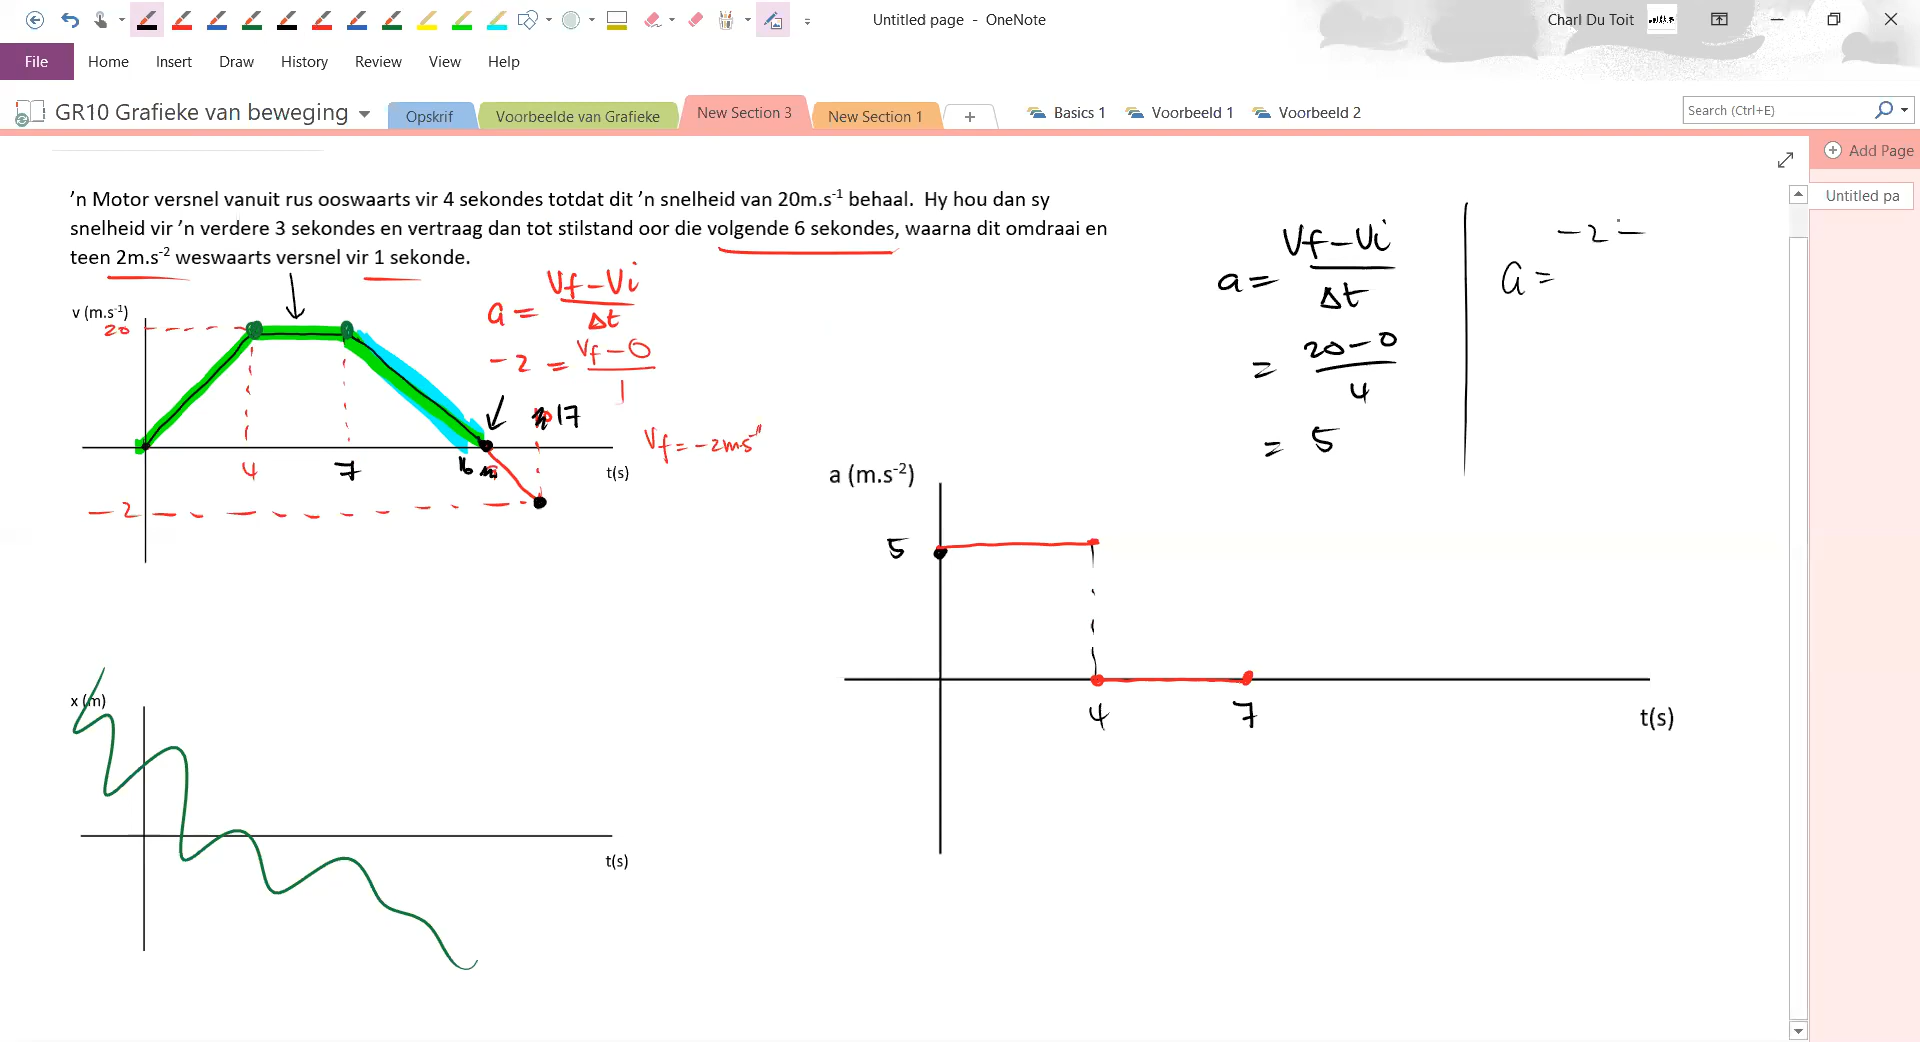 Untitled page - OneNote
Charl Du Toit
File Home Insert Draw History Review View Help
GR10 Grafieke van beweging
Opskrif
Voorbeelde van Grafieke
New Section 3
New Section 1
Basics 1
Voorbeeld 1
Voorbeeld 2
Search (Ctrl+E)
Add Page
Untitled pa
’n Motor versnel vanuit rus ooswaarts vir 4 sekondes totdat dit ’n snelheid van 20m.s⁻¹ behaal. Hy hou dan sy
snelheid vir ’n verdere 3 sekondes en vertraag dan tot stilstand oor die volgende 6 sekondes, waarna dit omdraai en
teen 2m.s⁻² weswaarts versnel vir 1 sekonde.
v (m.s⁻¹)
20
4
7
16
17
t(s)
-2
a = Vf-Vi / Δt
-2 = Vf-0 / 1
Vf = -2m.s⁻¹
a = Vf-Vi / Δt
= 20-0 / 4
= 5
a = -2 -
a (m.s⁻²)
5
4
7
t(s)
x (m)
t(s)